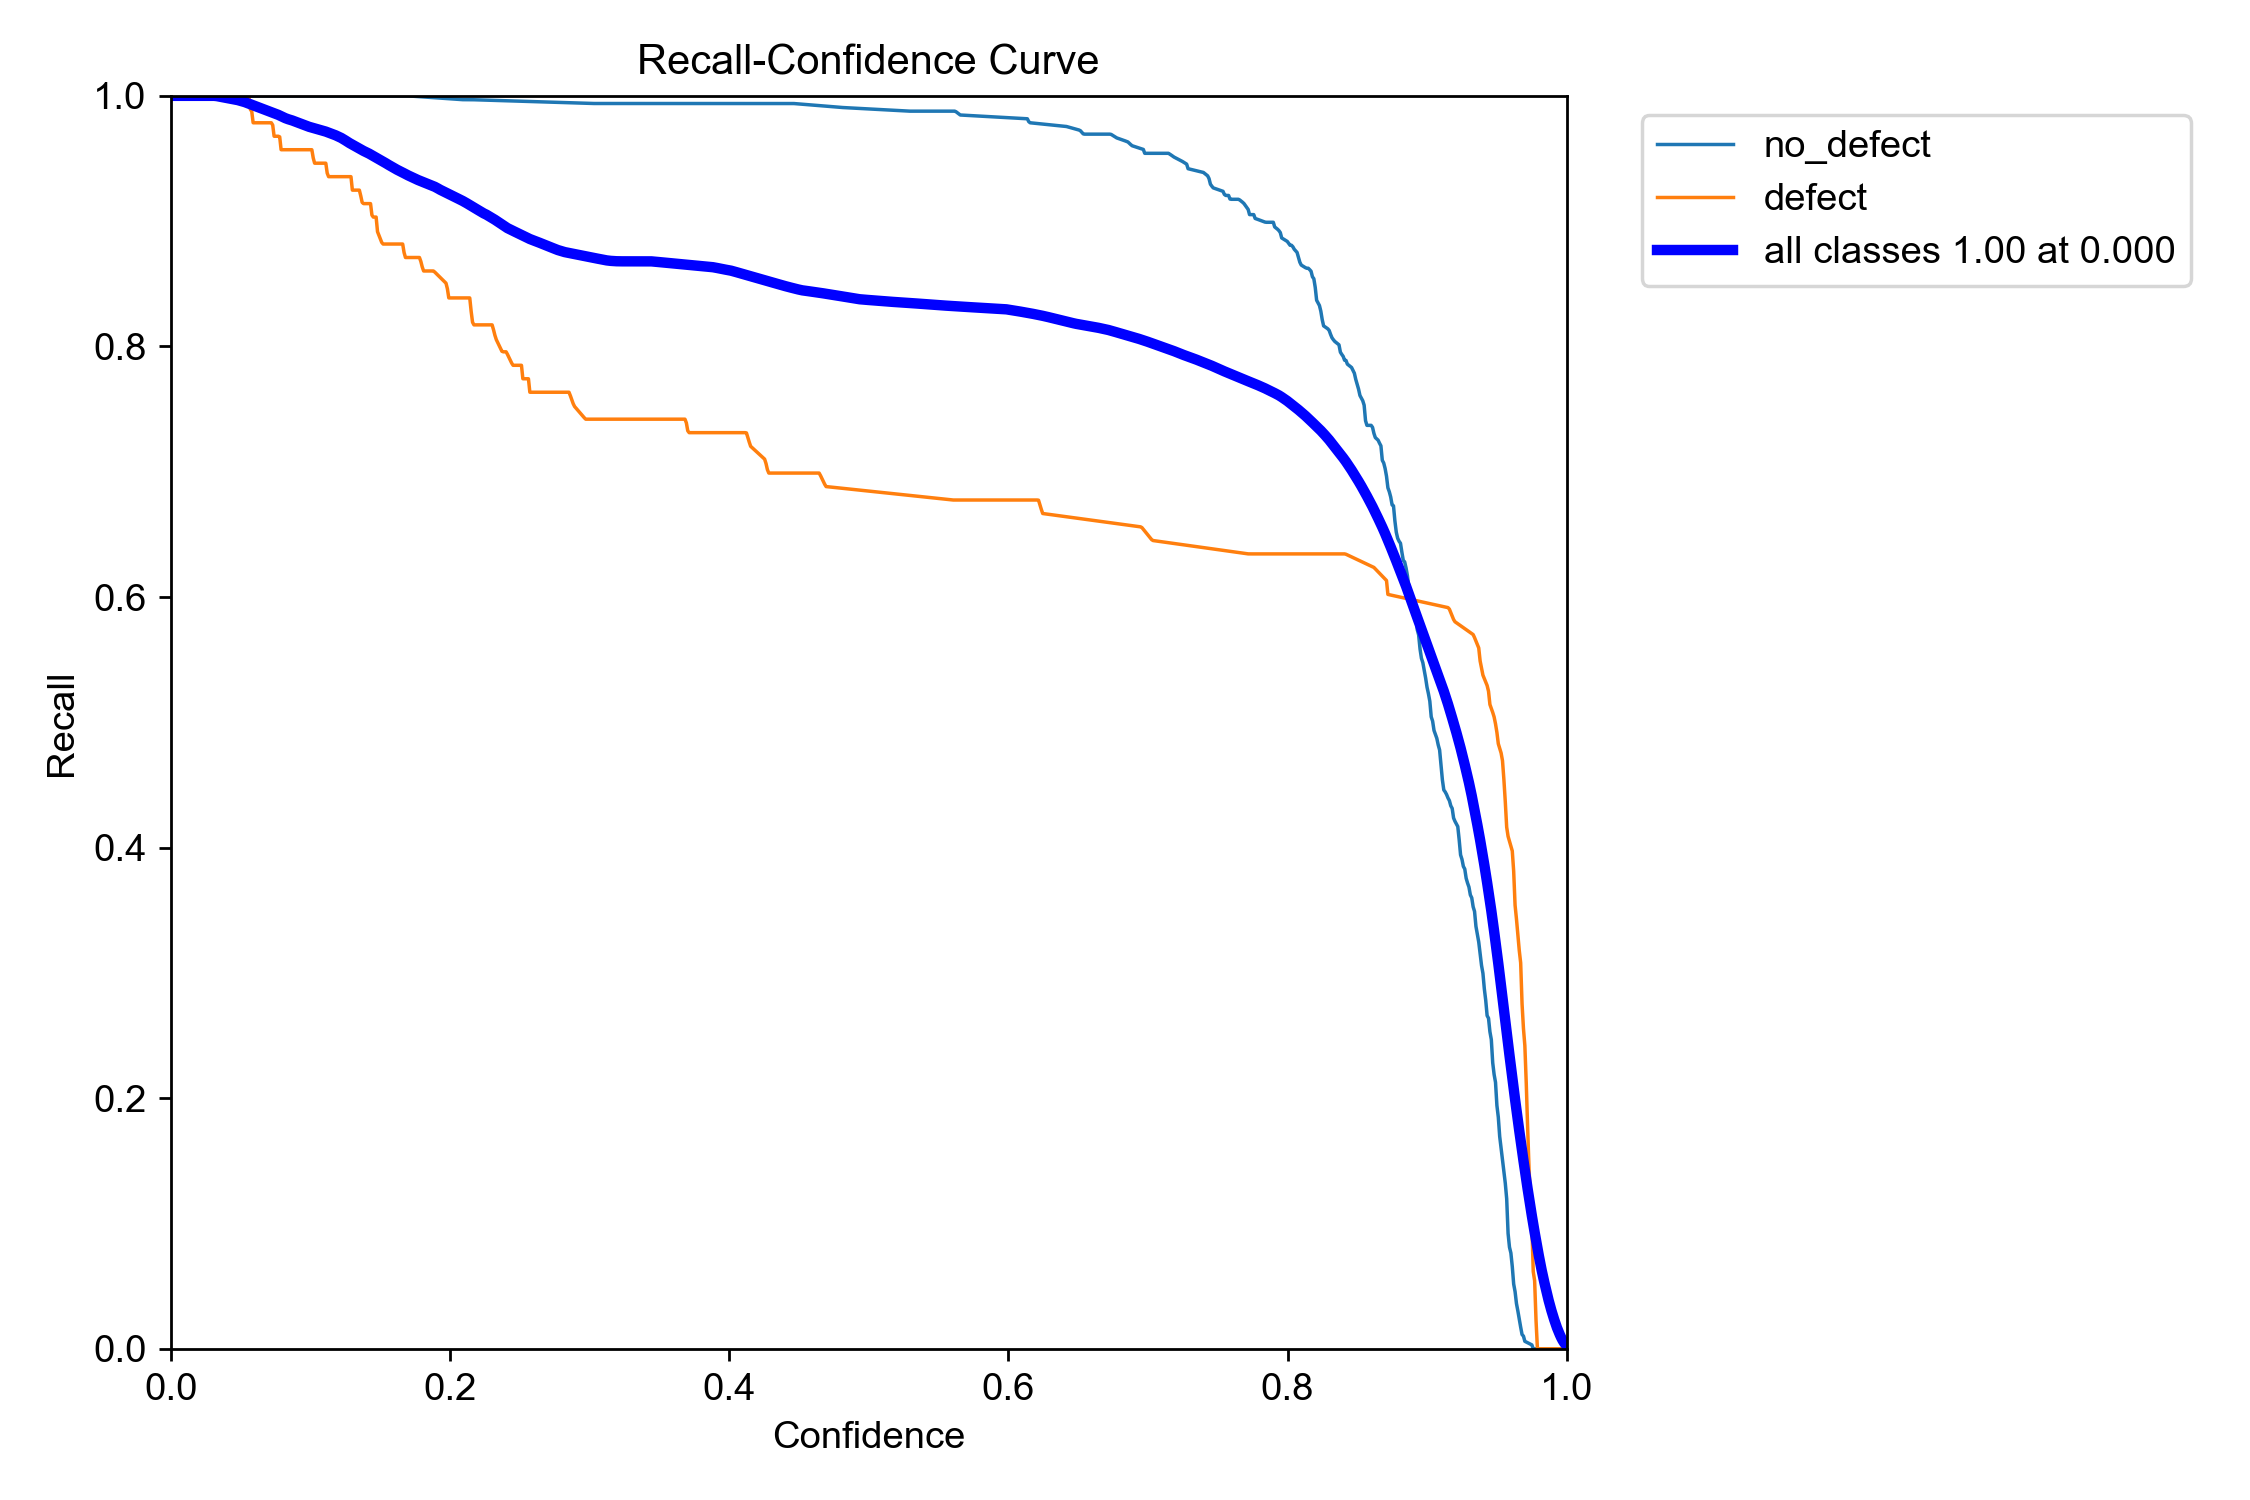 Recall-Confidence Curve
1.0
0.8
0.6
0.4
0.2
0.0
Recall
0.0 0.2 0.4 0.6 0.8 1.0
Confidence
no_defect
defect
all classes 1.00 at 0.000